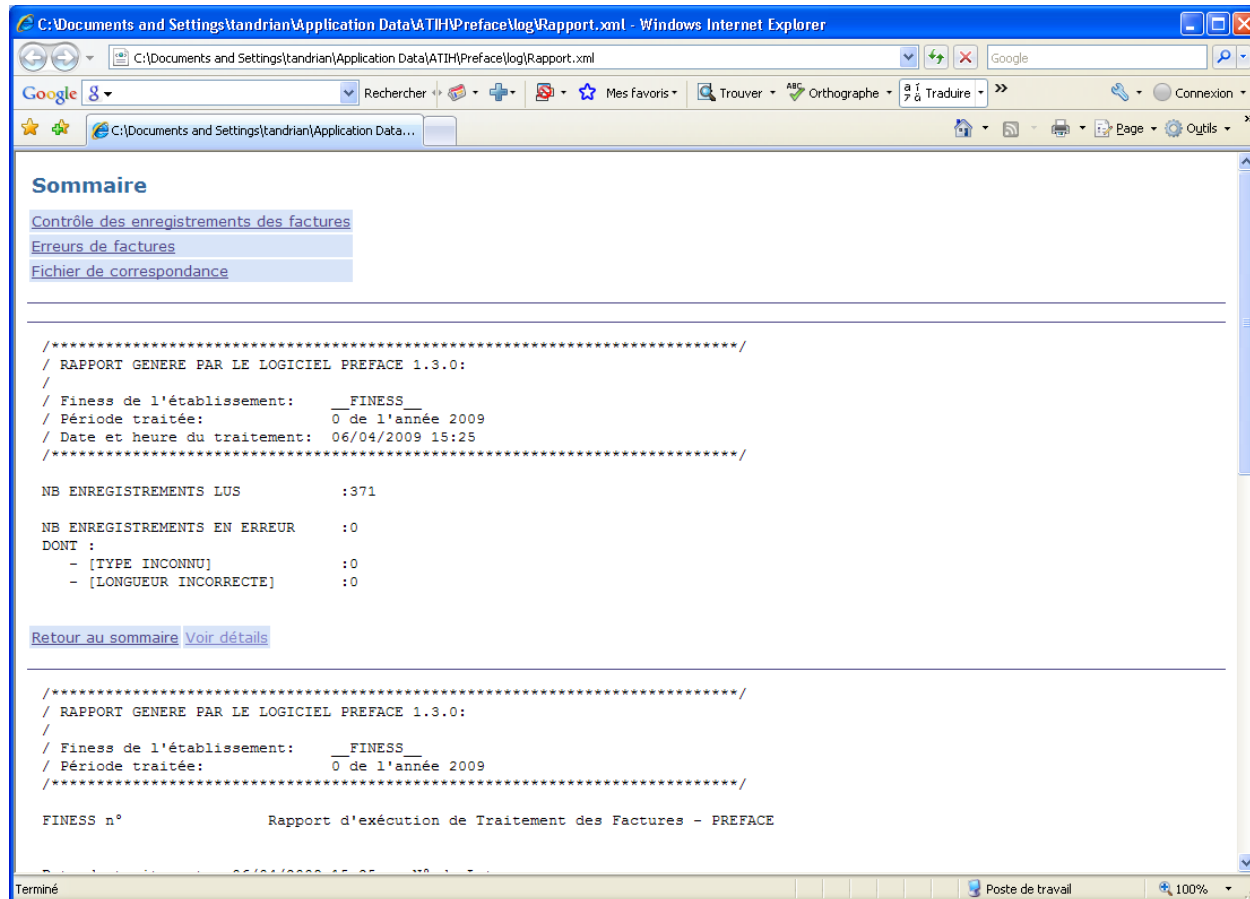 C:\Documents and Settings\tandrian\Application Data\ATIH\Preface\log\Rapport.xml - Windows Internet Explorer
C:\Documents and Settings\tandrian\Application Data\ATIH\Preface\log\Rapport.xml
Google
Google
Rechercher
Mes favoris
Trouver
Orthographe
Traduire
Connexion
C:\Documents and Settings\tandrian\Application Data...
Page
Outils
Sommaire
Contrôle des enregistrements des factures
Erreurs de factures
Fichier de correspondance
/****************************************************************************/
/ RAPPORT GENERE PAR LE LOGICIEL PREFACE 1.3.0:
/
/ Finess de l'établissement: __FINESS__
/ Période traitée: 0 de l'année 2009
/ Date et heure du traitement: 06/04/2009 15:25
/****************************************************************************/
NB ENREGISTREMENTS LUS :371
NB ENREGISTREMENTS EN ERREUR :0
DONT :
- [TYPE INCONNU] :0
- [LONGUEUR INCORRECTE] :0
Retour au sommaire Voir détails
/****************************************************************************/
/ RAPPORT GENERE PAR LE LOGICIEL PREFACE 1.3.0:
/
/ Finess de l'établissement: __FINESS__
/ Période traitée: 0 de l'année 2009
/****************************************************************************/
FINESS n° Rapport d'exécution de Traitement des Factures - PREFACE
Terminé
Poste de travail
100%